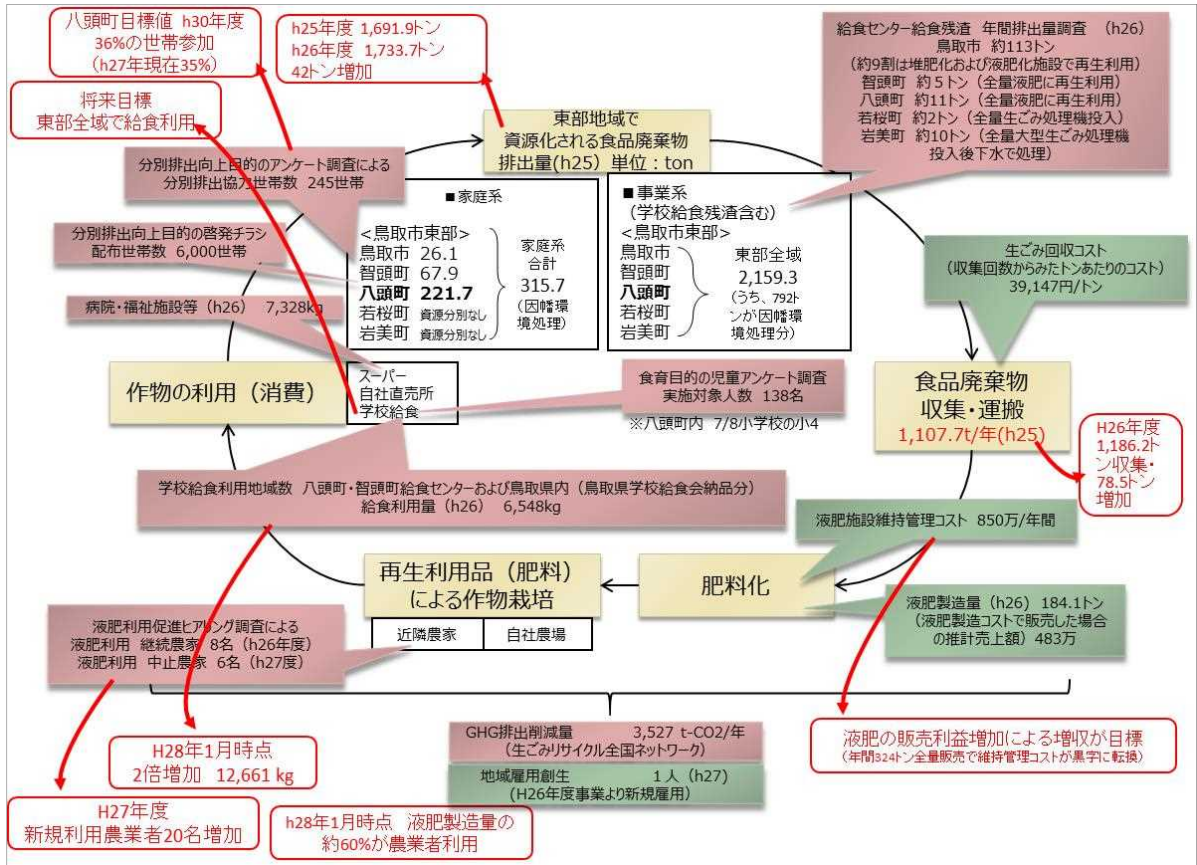 八頭町目標値 h30年度
36%の世帯参加
(h27年現在35%)
h25年度 1,691.9トン
h26年度 1,733.7トン
42トン増加
給食センター給食残渣 年間排出量調査 (h26)
鳥取市 約113トン
(約9割は堆肥化および液肥化施設で再生利用)
智頭町 約5トン(全量液肥に再生利用)
八頭町 約11トン(全量液肥に再生利用)
若桜町 約2トン(全量生ごみ処理機投入)
岩美町 約10トン(全量大型生ごみ処理機
投入後下水で処理)
将来目標
東部全域で給食利用
東部地域で
資源化される食品廃棄物
排出量(h25)単位:ton
分別排出向上目的のアンケート調査による
分別排出協力世帯数 245世帯
分別排出向上目的の啓発チラシ
配布世帯数 6,000世帯
病院・福祉施設等(h26) 7,328kg
■家庭系
<鳥取市東部>
鳥取市 26.1
智頭町 67.9
八頭町 221.7
若桜町 資源分別なし
岩美町 資源分別なし
家庭系
合計
315.7
(因幡環
境処理)
■事業系
(学校給食残渣含む)
<鳥取市東部>
鳥取市
智頭町
八頭町
若桜町
岩美町
東部全域
2,159.3
(うち、792ト
ンが因幡環
境処理分)
生ごみ回収コスト
(収集回数からみたトンあたりのコスト)
39,147円/トン
作物の利用(消費)
スーパー
自社直売所
学校給食
食育目的の児童アンケート調査
実施対象人数 138名
※八頭町内 7/8小学校の小4
食品廃棄物
収集・運搬
1,107.7t/年(h25)
H26年度
1,186.2ト
ン収集・
78.5トン
増加
学校給食利用地域数 八頭町・智頭町給食センターおよび鳥取県内(鳥取県学校給食会納品分)
給食利用量(h26) 6,548kg
液肥施設維持管理コスト 850万/年間
再生利用品(肥料)
による作物栽培
近隣農家
自社農場
肥料化
液肥製造量(h26) 184.1トン
(液肥製造コストで販売した場合
の推計売上額)483万
液肥利用促進ヒアリング調査による
液肥利用 継続農家 8名(h26年度)
液肥利用 中止農家 6名(h27度)
GHG排出削減量 3,527 t-CO2/年
(生ごみリサイクル全国ネットワーク)
地域雇用創生 1人(h27)
(H26年度事業より新規雇用)
H28年1月時点
2倍増加 12,661 kg
液肥の販売利益増加による増収が目標
(年間324トン全量販売で維持管理コストが黒字に転換)
H27年度
新規利用農業者20名増加
h28年1月時点 液肥製造量の
約60%が農業者利用